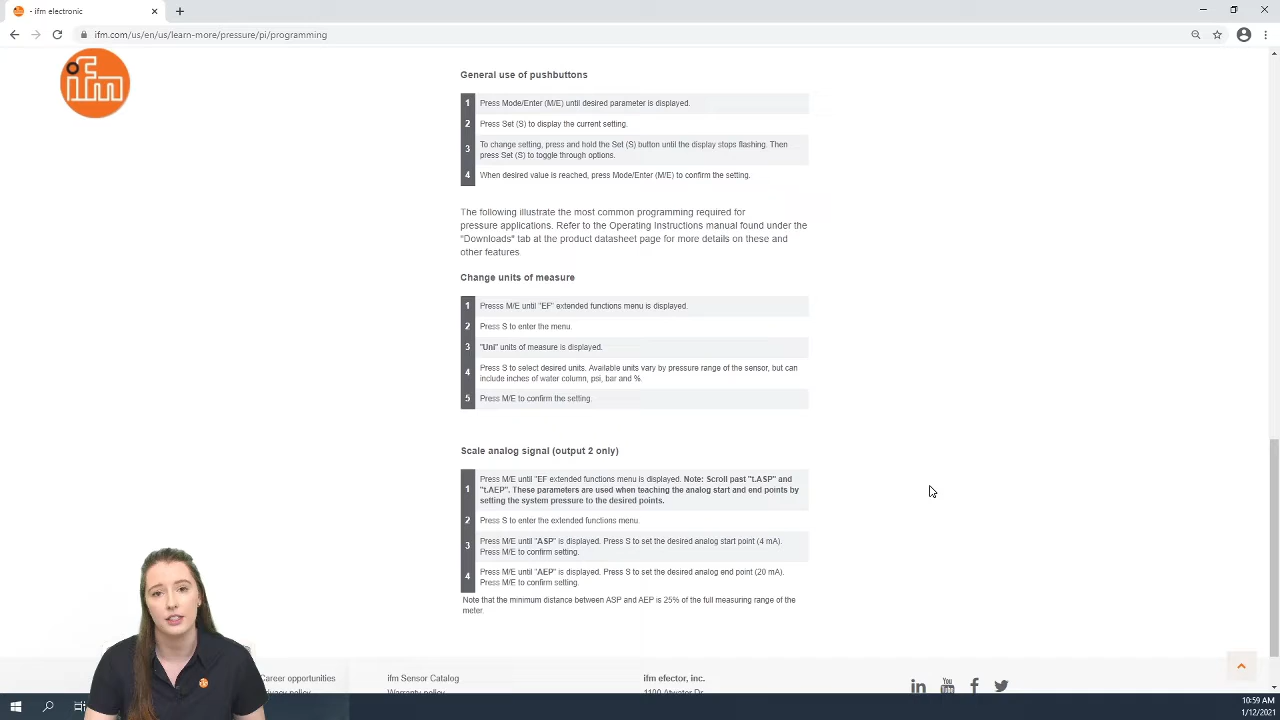 - ifm electronic
ifm.com/us/en/us/learn-more/pressure/pi/programming
ifm
General use of pushbuttons
1 Press Mode/Enter (M/E) until desired parameter is displayed.
2 Press Set (S) to display the current setting.
3 To change setting, press and hold the Set (S) button until the display stops flashing. Then
press Set (S) to toggle through options.
4 When desired value is reached, press Mode/Enter (M/E) to confirm the setting.
The following illustrate the most common programming required for
pressure applications. Refer to the Operating Instructions manual found under the
"Downloads" tab at the product datasheet page for more details on these and
other features.
Change units of measure
1 Presss M/E until "EF" extended functions menu is displayed.
2 Press S to enter the menu.
3 "Uni" units of measure is displayed.
4 Press S to select desired units. Available units vary by pressure range of the sensor, but can
include inches of water column, psi, bar and %.
5 Press M/E to confirm the setting.
Scale analog signal (output 2 only)
1 Press M/E until "EF extended functions menu is displayed. Note: Scroll past "t.ASP" and
"t.AEP". These parameters are used when teaching the analog start and end points by
setting the system pressure to the desired points.
2 Press S to enter the extended functions menu.
3 Press M/E until "ASP" is displayed. Press S to set the desired analog start point (4 mA).
Press M/E to confirm setting.
4 Press M/E until "AEP" is displayed. Press S to set the desired analog end point (20 mA).
Press M/E to confirm setting.
Note that the minimum distance between ASP and AEP is 25% of the full measuring range of the
meter.
Career opportunities
ifm Sensor Catalog
ifm efector, inc.
in
You
Tube
policy
Warranty policy
1100 Atwater Dr
10:59 AM
1/12/2021